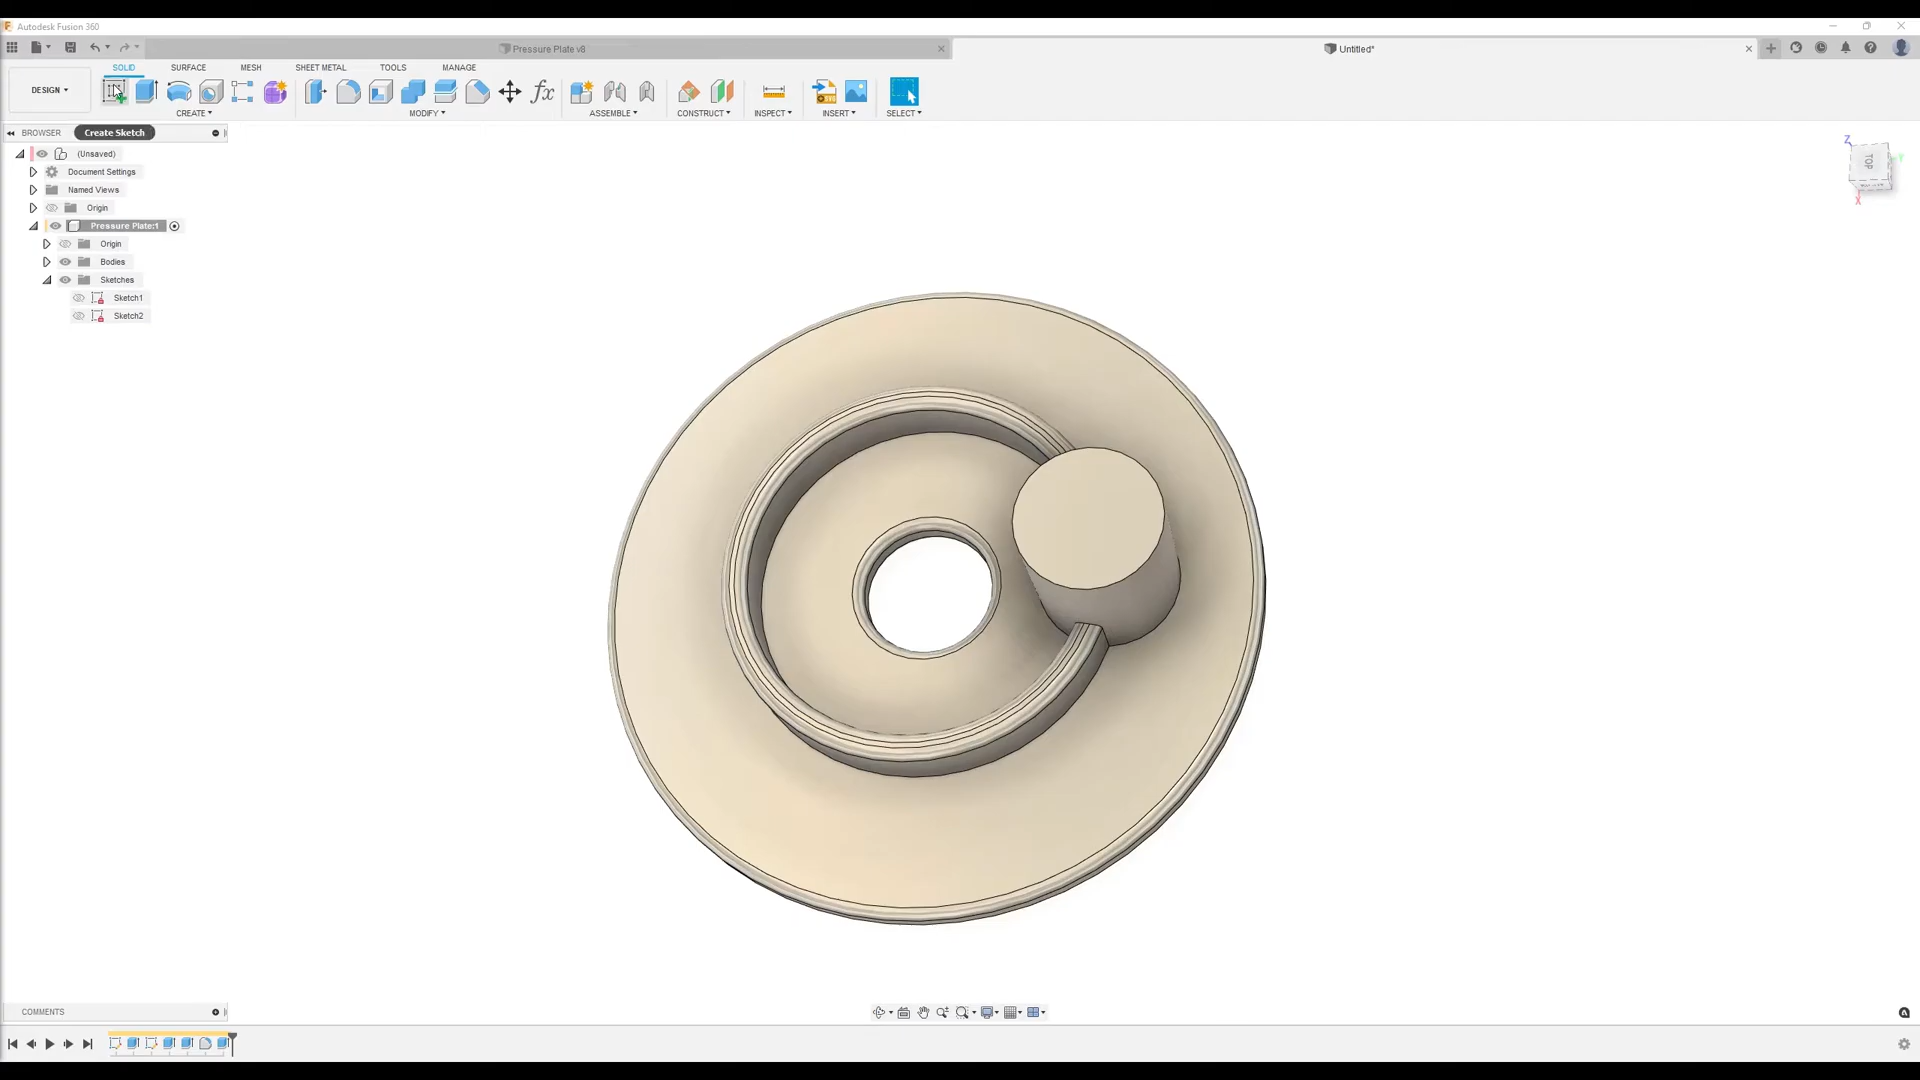 Autodesk Fusion 360
Pressure Plate v8
Untitled*
SOLID
SURFACE
MESH
SHEET METAL
TOOLS
MANAGE
DESIGN
CREATE
MODIFY
ASSEMBLE
CONSTRUCT
INSPECT
INSERT
SELECT
BROWSER
Create Sketch
(Unsaved)
Document Settings
Named Views
Origin
Pressure Plate:1
Origin
Bodies
Sketches
Sketch1
Sketch2
Z
TOP
Y
X
COMMENTS